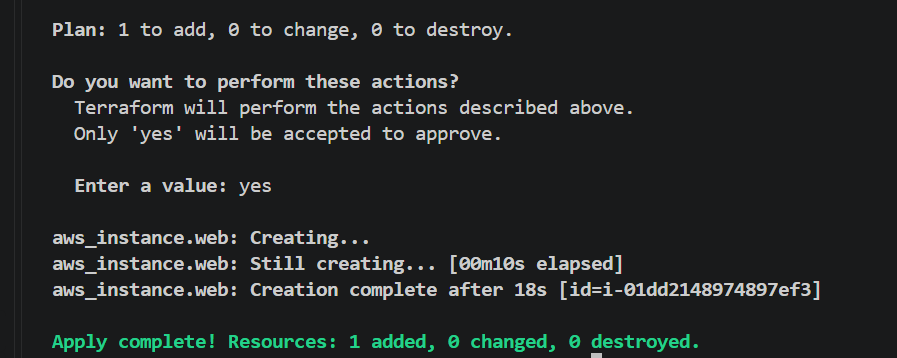 Plan: 1 to add, 0 to change, 0 to destroy.
Do you want to perform these actions?
Terraform will perform the actions described above.
Only 'yes' will be accepted to approve.
Enter a value: yes
aws_instance.web: Creating...
aws_instance.web: Still creating... [00m10s elapsed]
aws_instance.web: Creation complete after 18s [id=i-01dd2148974897ef3]
Apply complete! Resources: 1 added, 0 changed, 0 destroyed.